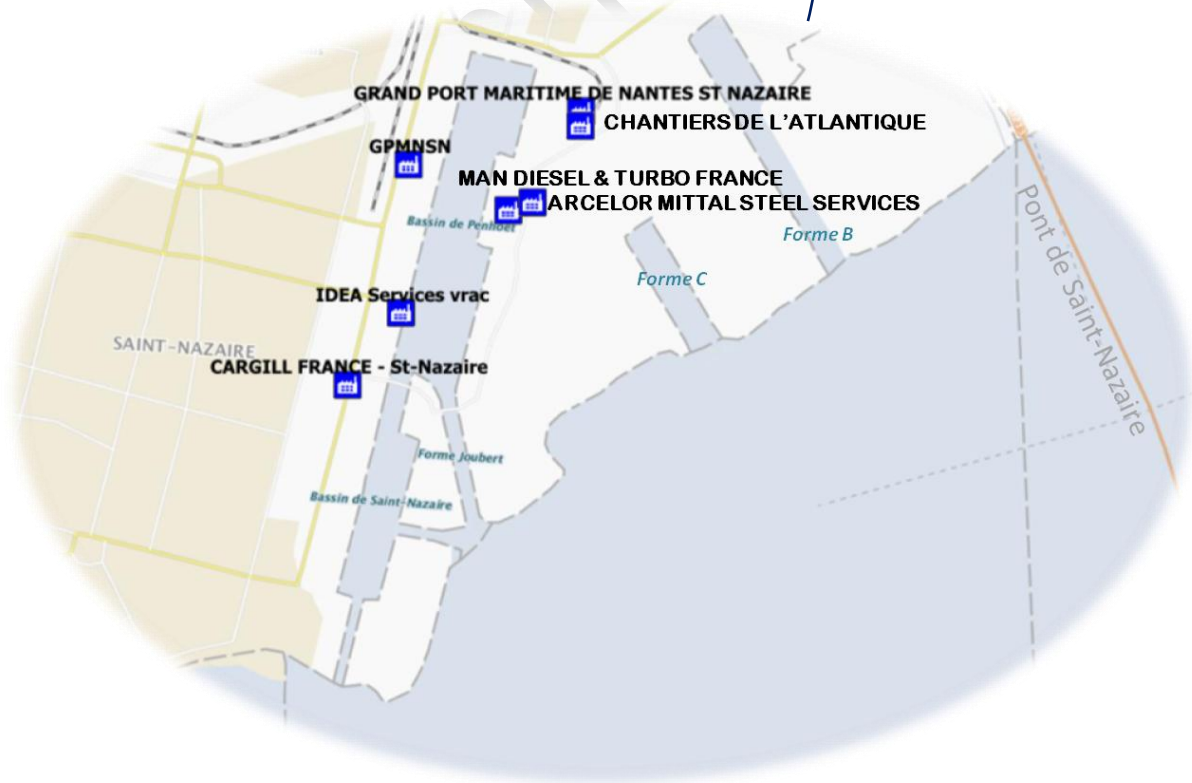 GRAND PORT MARITIME DE NANTES ST NAZAIRE
CHANTIERS DE L'ATLANTIQUE
GPMNSN
MAN DIESEL & TURBO FRANCE
ARCELOR MITTAL STEEL SERVICES
Bassin de Penhoët
Forme B
Forme C
Pont de Saint-Nazaire
IDEA Services vrac
SAINT-NAZAIRE
CARGILL FRANCE - St-Nazaire
Forme Joubert
Bassin de Saint-Nazaire